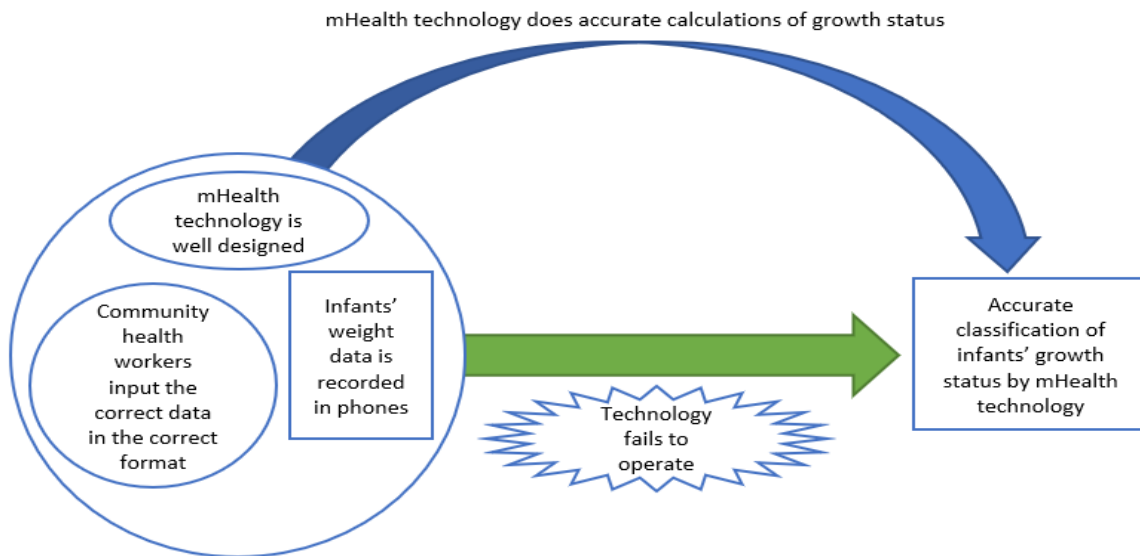 mHealth technology does accurate calculations of growth status
mHealth
technology is
well designed
Community
health
workers
input the
correct data
in the correct
format
Infants’
weight
data is
recorded
in phones
Technology
fails to
operate
Accurate
classification of
infants’ growth
status by mHealth
technology